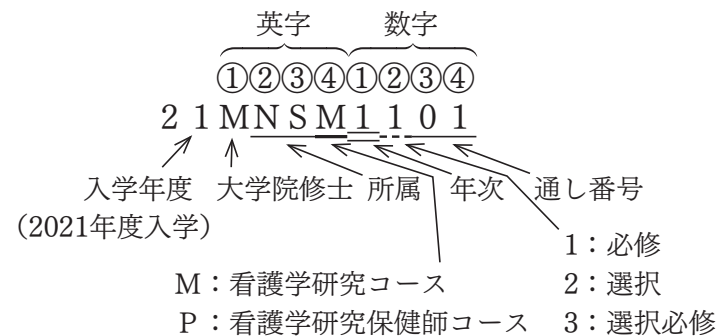 英字 数字
①②③④①②③④
21MNSM1101
入学年度 大学院修士 所属 年次 通し番号
（2021年度入学）
1：必修
M：看護学研究コース 2：選択
P：看護学研究保健師コース 3：選択必修